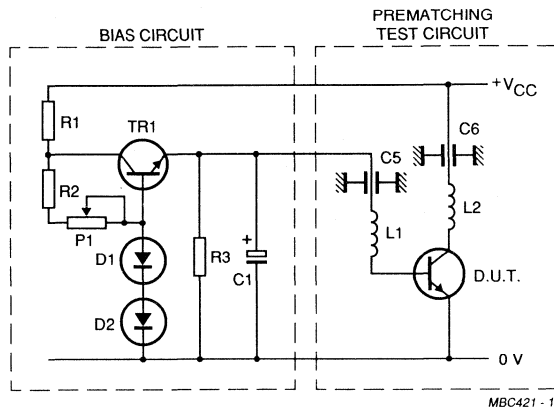 BIAS CIRCUIT
PREMATCHING
TEST CIRCUIT
+VCC
R1
TR1
C6
C5
R2
P1
L2
L1
D1
R3
+
C1
D.U.T.
D2
0 V
MBC421 - 1